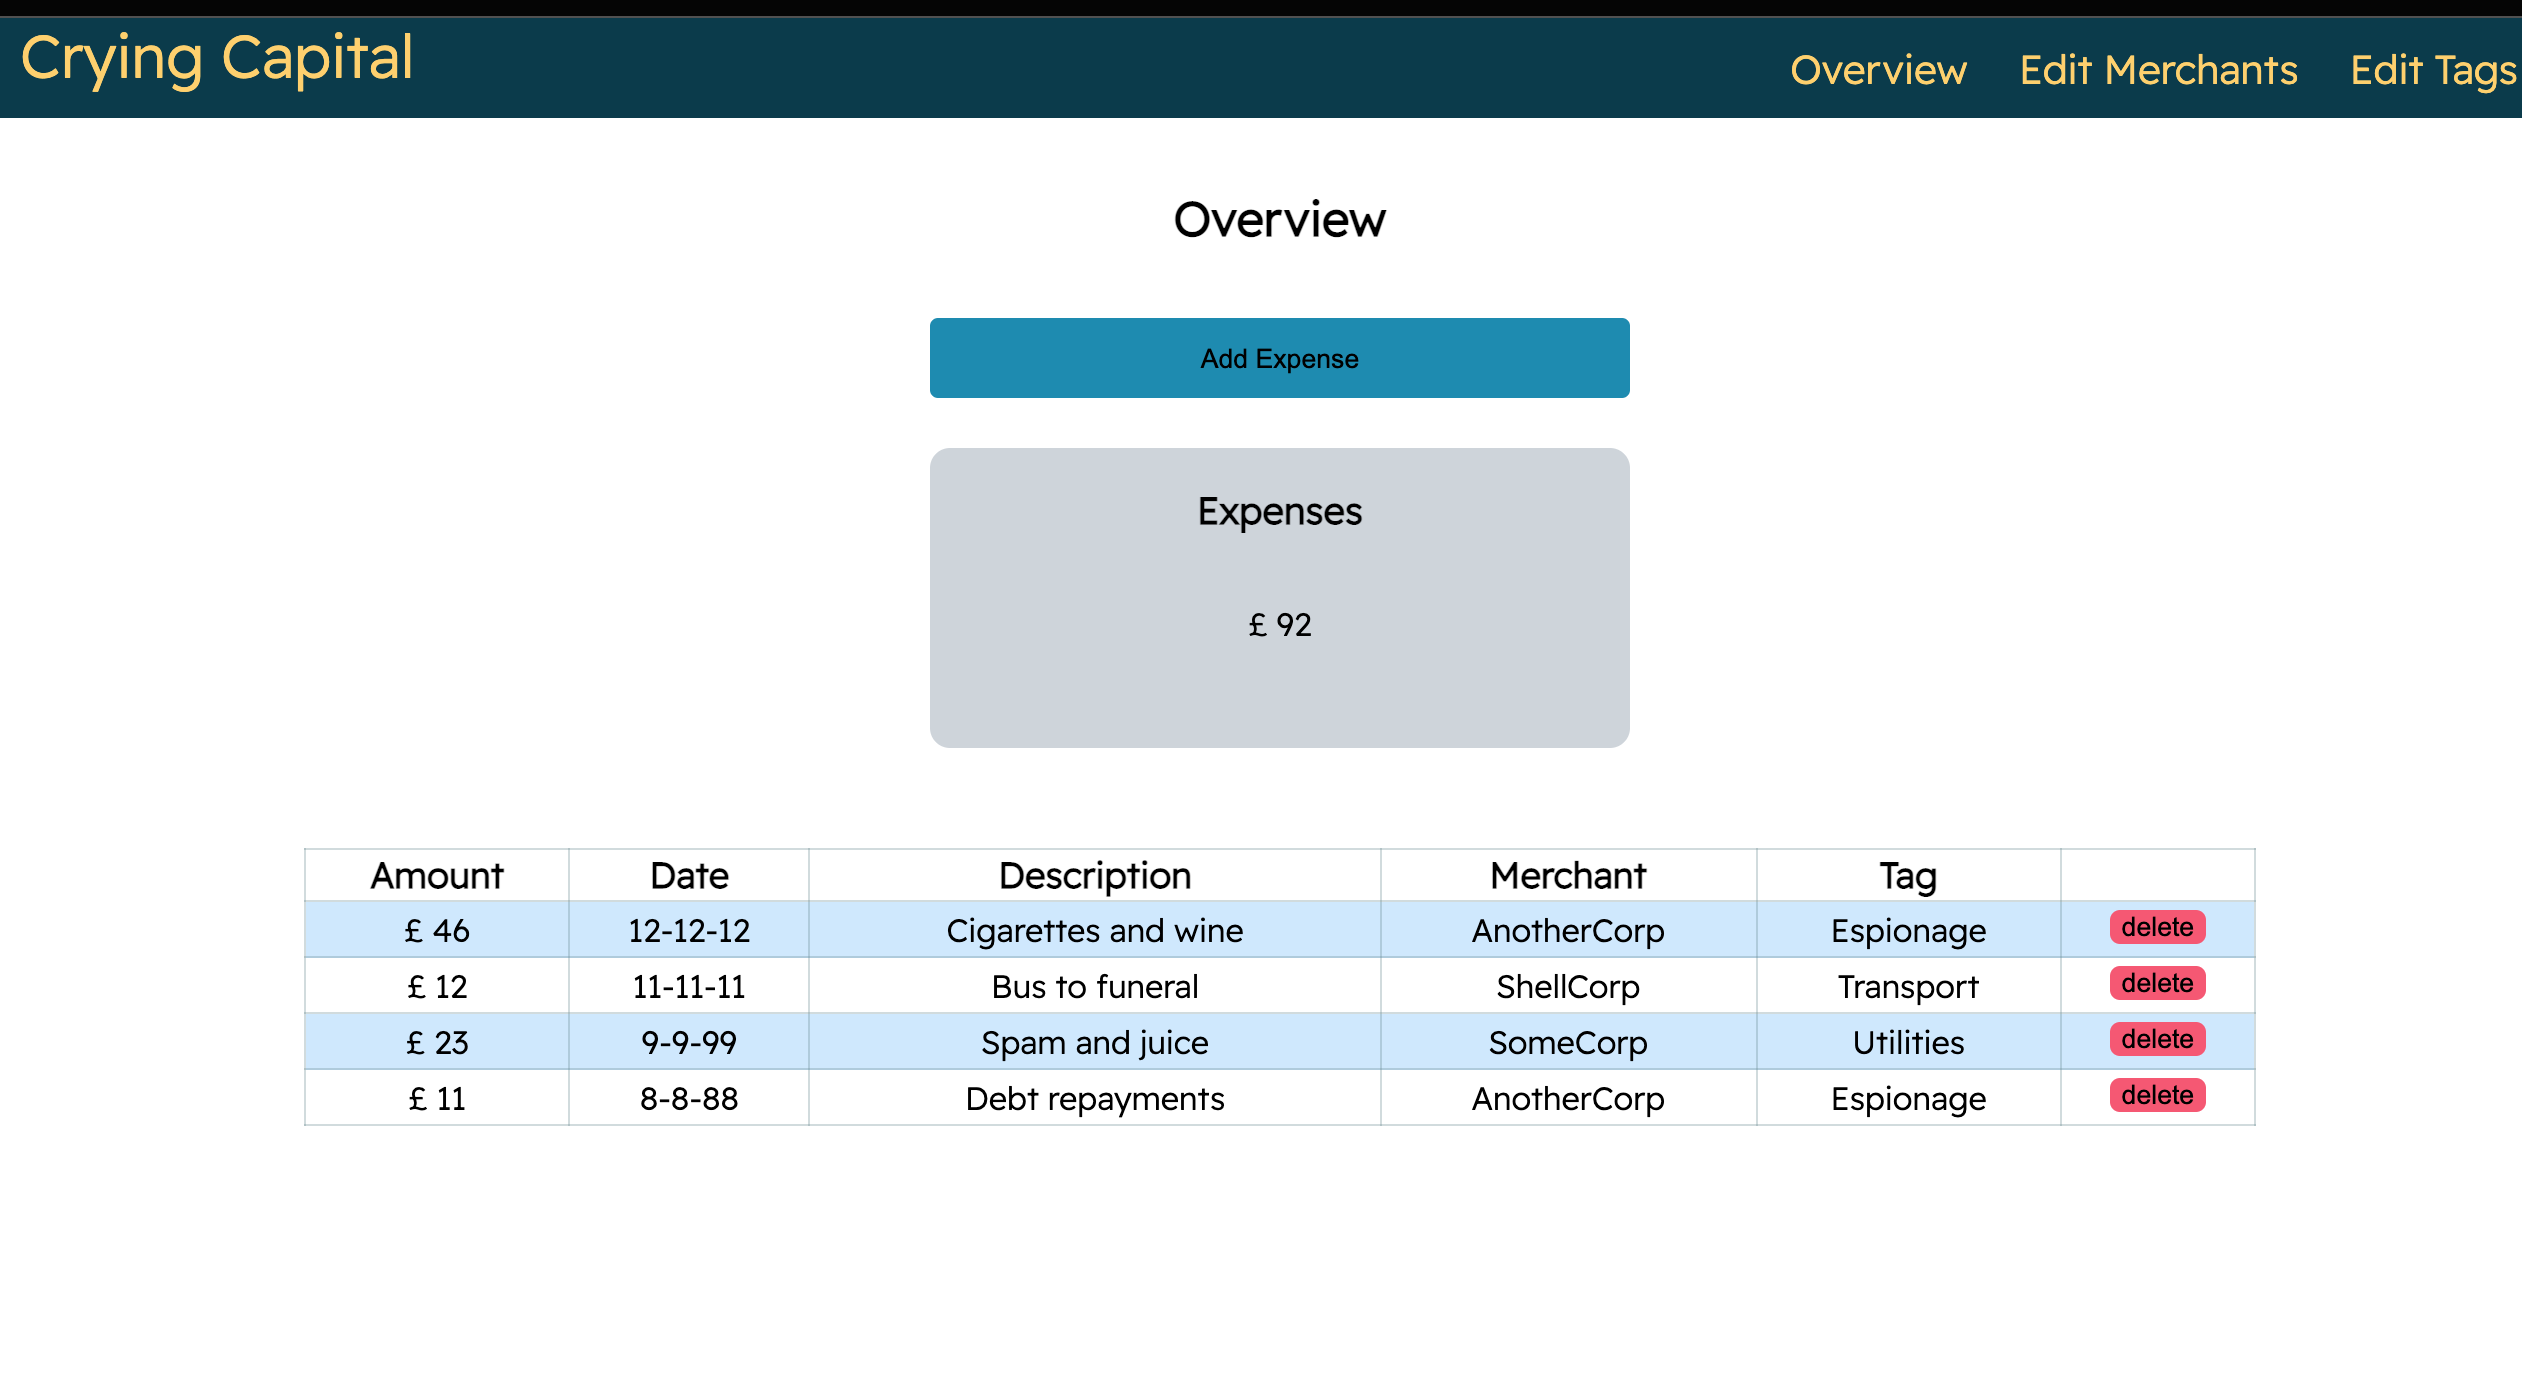 Crying Capital Overview Edit Merchants Edit Tags
Overview
Add Expense
Expenses
£ 92
Amount Date Description Merchant Tag
£ 46 12-12-12 Cigarettes and wine AnotherCorp Espionage delete
£ 12 11-11-11 Bus to funeral ShellCorp Transport delete
£ 23 9-9-99 Spam and juice SomeCorp Utilities delete
£ 11 8-8-88 Debt repayments AnotherCorp Espionage delete